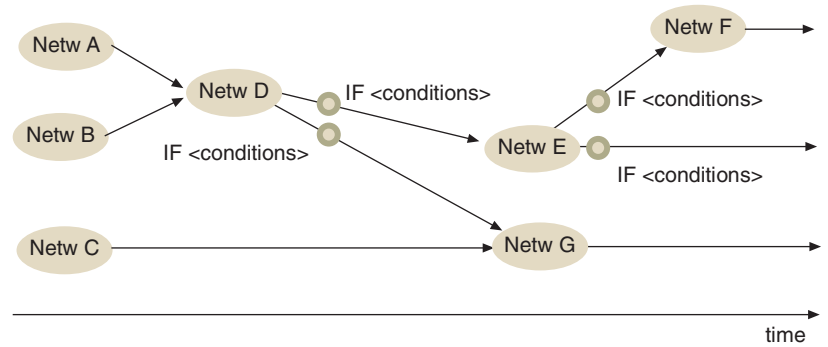 Netw A
Netw F
Netw D
IF <conditions>
IF <conditions>
Netw B
IF <conditions>
Netw E
IF <conditions>
Netw C
Netw G
time